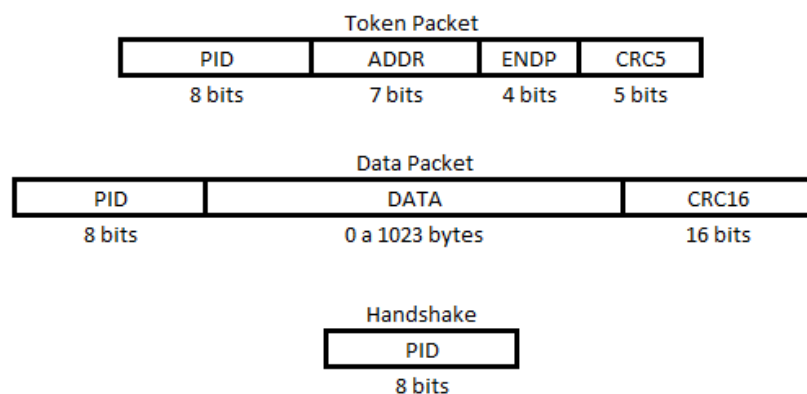 Token Packet
PID ADDR ENDP CRC5
8 bits 7 bits 4 bits 5 bits
Data Packet
PID DATA CRC16
8 bits 0 a 1023 bytes 16 bits
Handshake
PID
8 bits